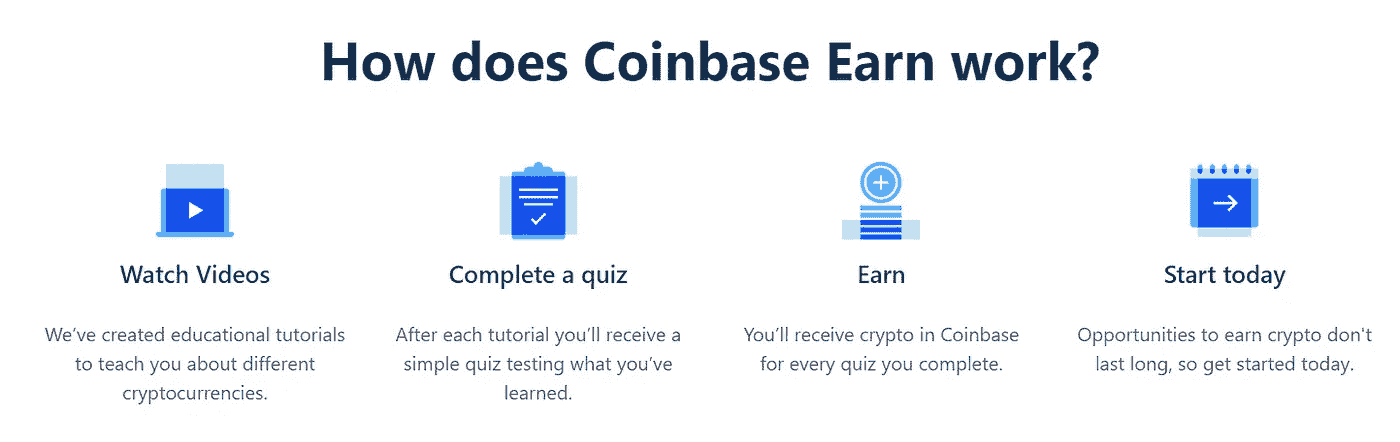 How does Coinbase Earn work?
Watch Videos
We’ve created educational tutorials
to teach you about different
cryptocurrencies.
Complete a quiz
After each tutorial you’ll receive a
simple quiz testing what you’ve
learned.
Earn
You’ll receive crypto in Coinbase
for every quiz you complete.
Start today
Opportunities to earn crypto don't
last long, so get started today.